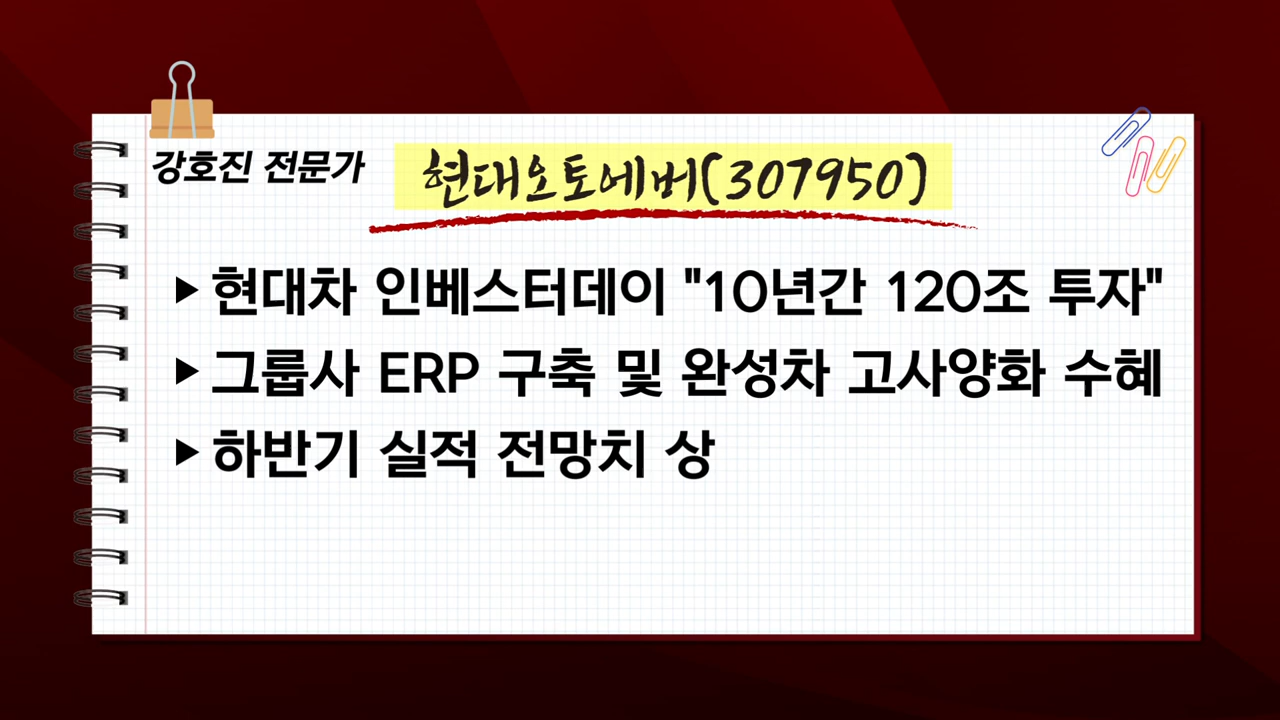 강호진 전문가
현대오토에버(307950)
▶현대차 인베스터데이 "10년간 120조 투자"
▶그룹사 ERP 구축 및 완성차 고사양화 수혜
▶하반기 실적 전망치 상